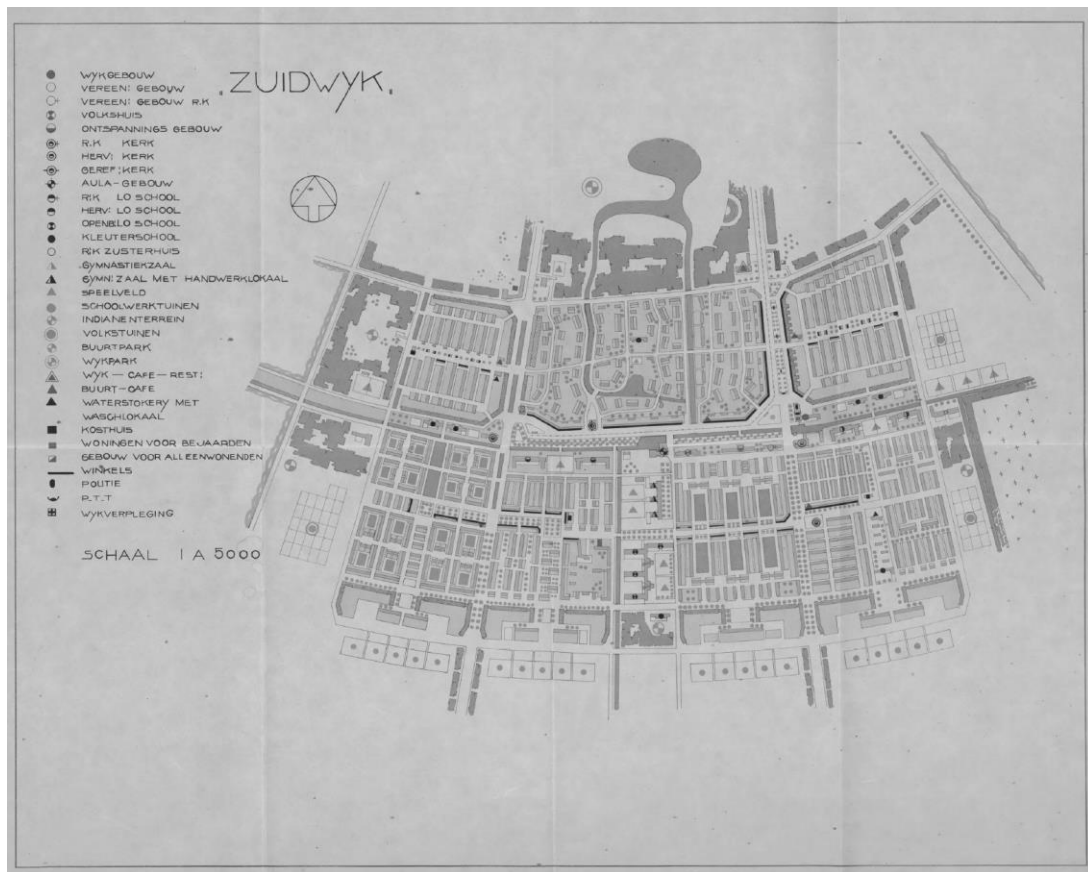 ZUIDWYK.
WYKGEBOUW
VEREEN: GEBOUW
VEREEN: GEBOUW R.K
VOLKSHUIS
ONTSPANNINGS GEBOUW
R.K KERK
HERV: KERK
GEREF: KERK
AULA-GEBOUW
R.K LO SCHOOL
HERV: LO SCHOOL
OPENB: LO SCHOOL
KLEUTERSCHOOL
R.K ZUSTERHUIS
GYMNASTIEKZAAL
GYMN: ZAAL MET HANDWERKLOKAAL
SPEELVELD
SCHOOLWERKTUINEN
INDIANENTERREIN
VOLKSTUINEN
BUURTPARK
WYKPARK
WYK-CAFE-REST:
BUURT-CAFE
WATERSTOKERY MET
WASCHLOKAAL
KOSTHUIS
WONINGEN VOOR BEJAARDEN
GEBOUW VOOR ALLEENWONENDEN
WINKELS
POLITIE
P.T.T
WYKVERPLEGING
SCHAAL 1 A 5000